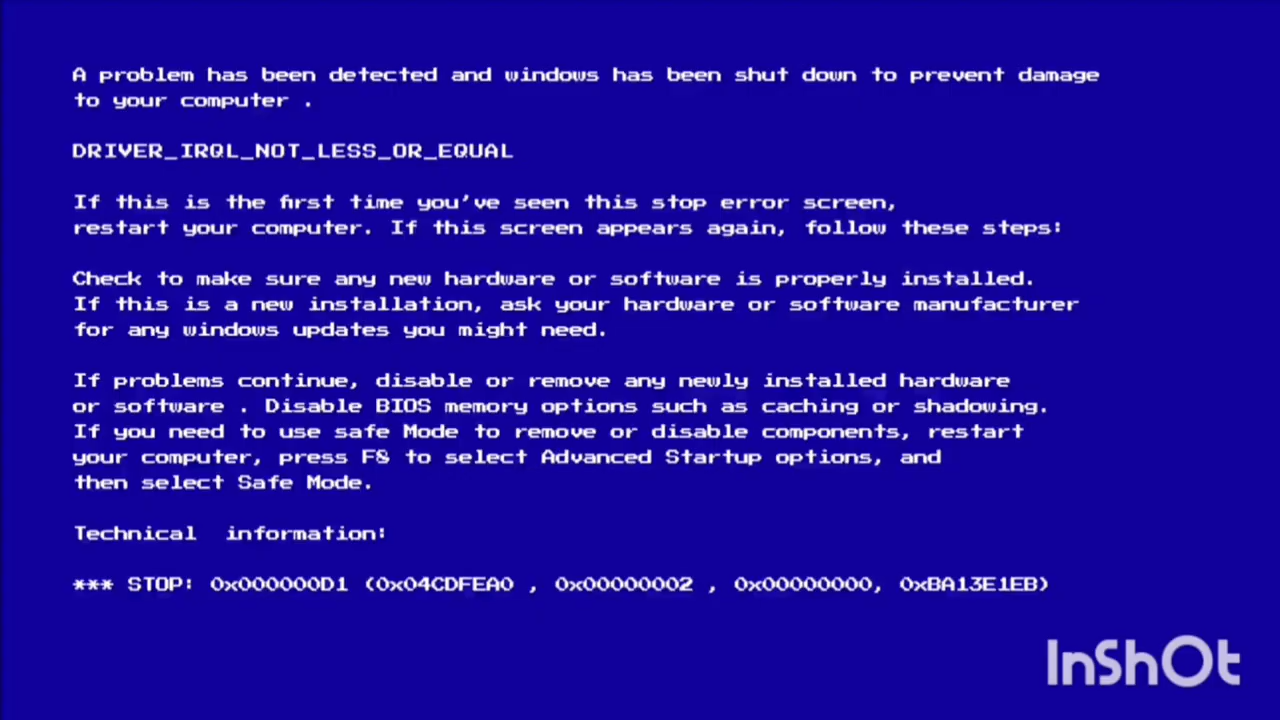 A problem has been detected and windows has been shut down to prevent damage
to your computer .
DRIVER_IRQL_NOT_LESS_OR_EQUAL
If this is the first time you've seen this stop error screen,
restart your computer. If this screen appears again, follow these steps:
Check to make sure any new hardware or software is properly installed.
If this is a new installation, ask your hardware or software manufacturer
for any windows updates you might need.
If problems continue, disable or remove any newly installed hardware
or software . Disable BIOS memory options such as caching or shadowing.
If you need to use safe Mode to remove or disable components, restart
your computer, press F& to select Advanced Startup options, and
then select Safe Mode.
Technical  information:
*** STOP: 0x000000D1 (0x04CDFEA0 , 0x00000002 , 0x00000000, 0xBA13E1EB)
InShOt